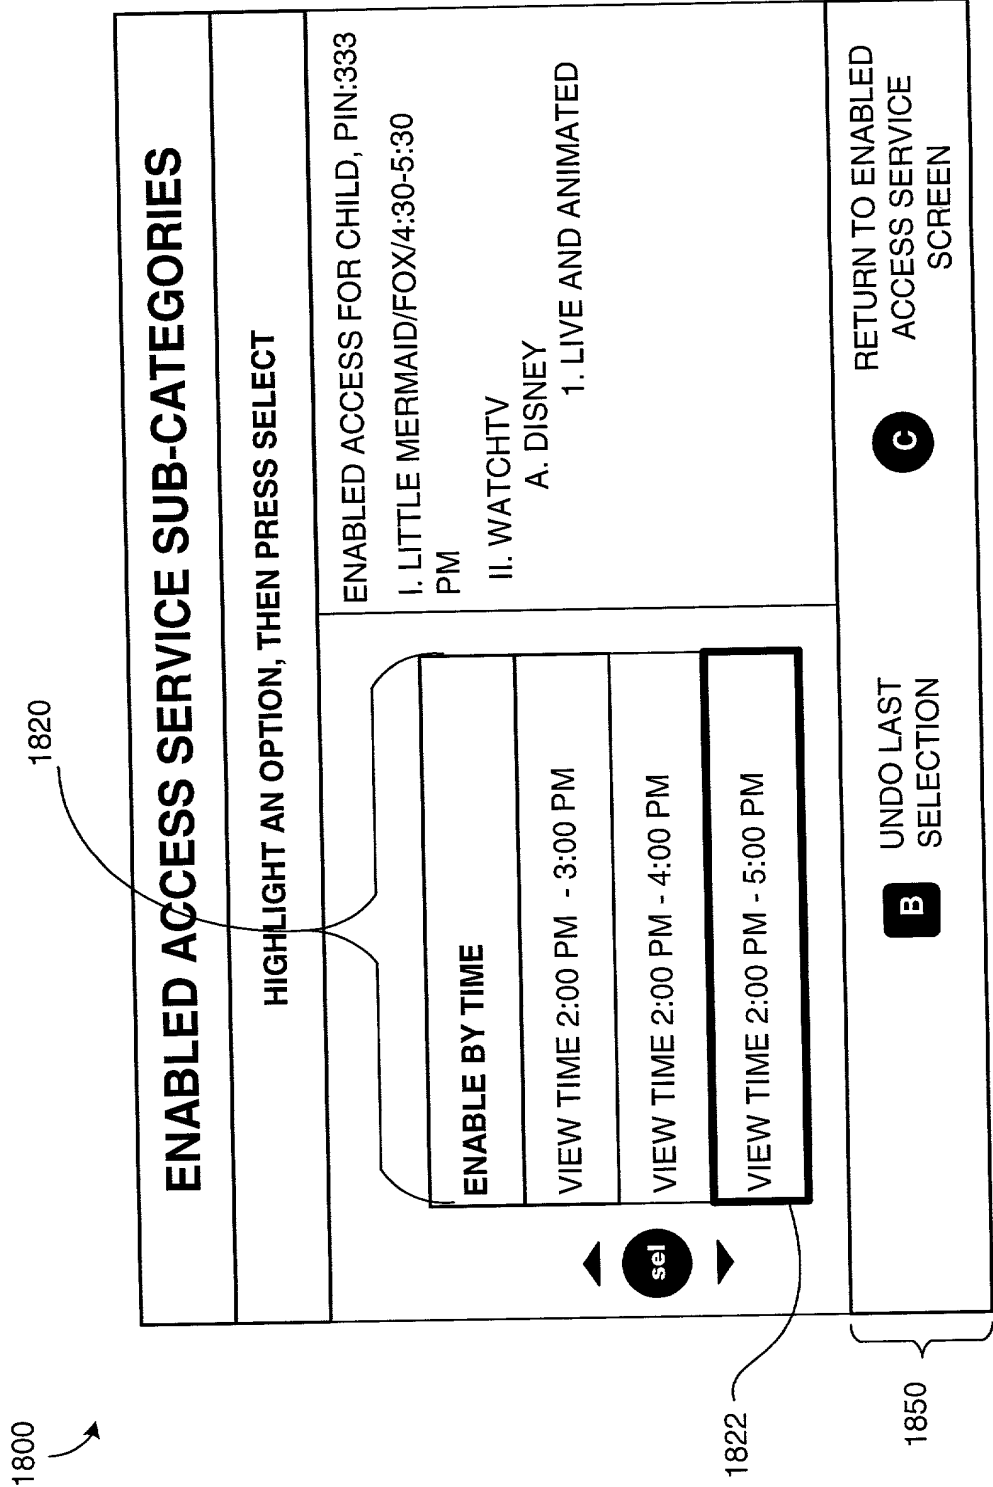 1800
1820
ENABLED ACCESS SERVICE SUB-CATEGORIES
HIGHLIGHT AN OPTION, THEN PRESS SELECT
ENABLE BY TIME
VIEW TIME 2:00 PM - 3:00 PM
VIEW TIME 2:00 PM - 4:00 PM
VIEW TIME 2:00 PM - 5:00 PM
sel
1822
ENABLED ACCESS FOR CHILD, PIN:333
I. LITTLE MERMAID/FOX/4:30-5:30
PM
II. WATCHTV
A. DISNEY
1. LIVE AND ANIMATED
1850
B
UNDO LAST
SELECTION
C
RETURN TO ENABLED
ACCESS SERVICE
SCREEN